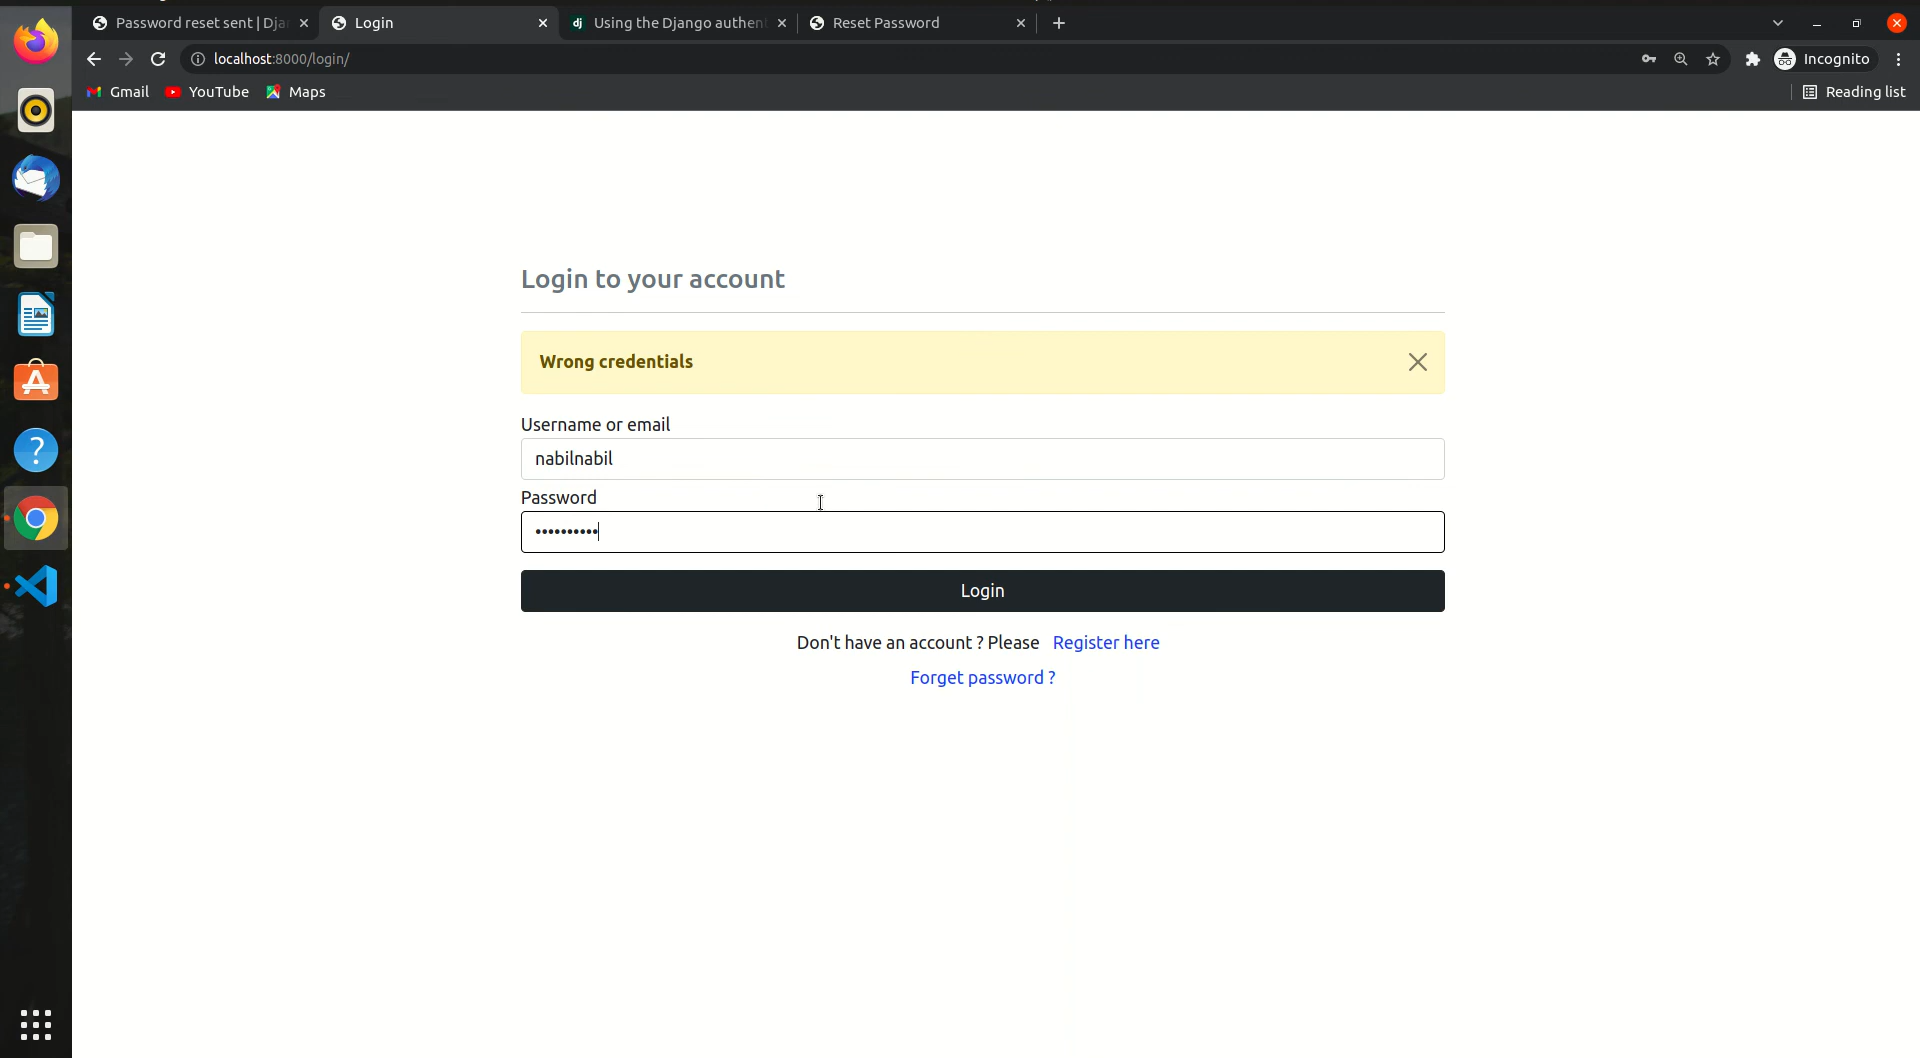 Password reset sent | Dja
Login
dj Using the Django authent
Reset Password
localhost:8000/login/
Incognito
Gmail
YouTube
Maps
Reading list
Login to your account
Wrong credentials
Username or email
nabilnabil
Password
••••••••••
Login
Don't have an account ? Please Register here
Forget password ?